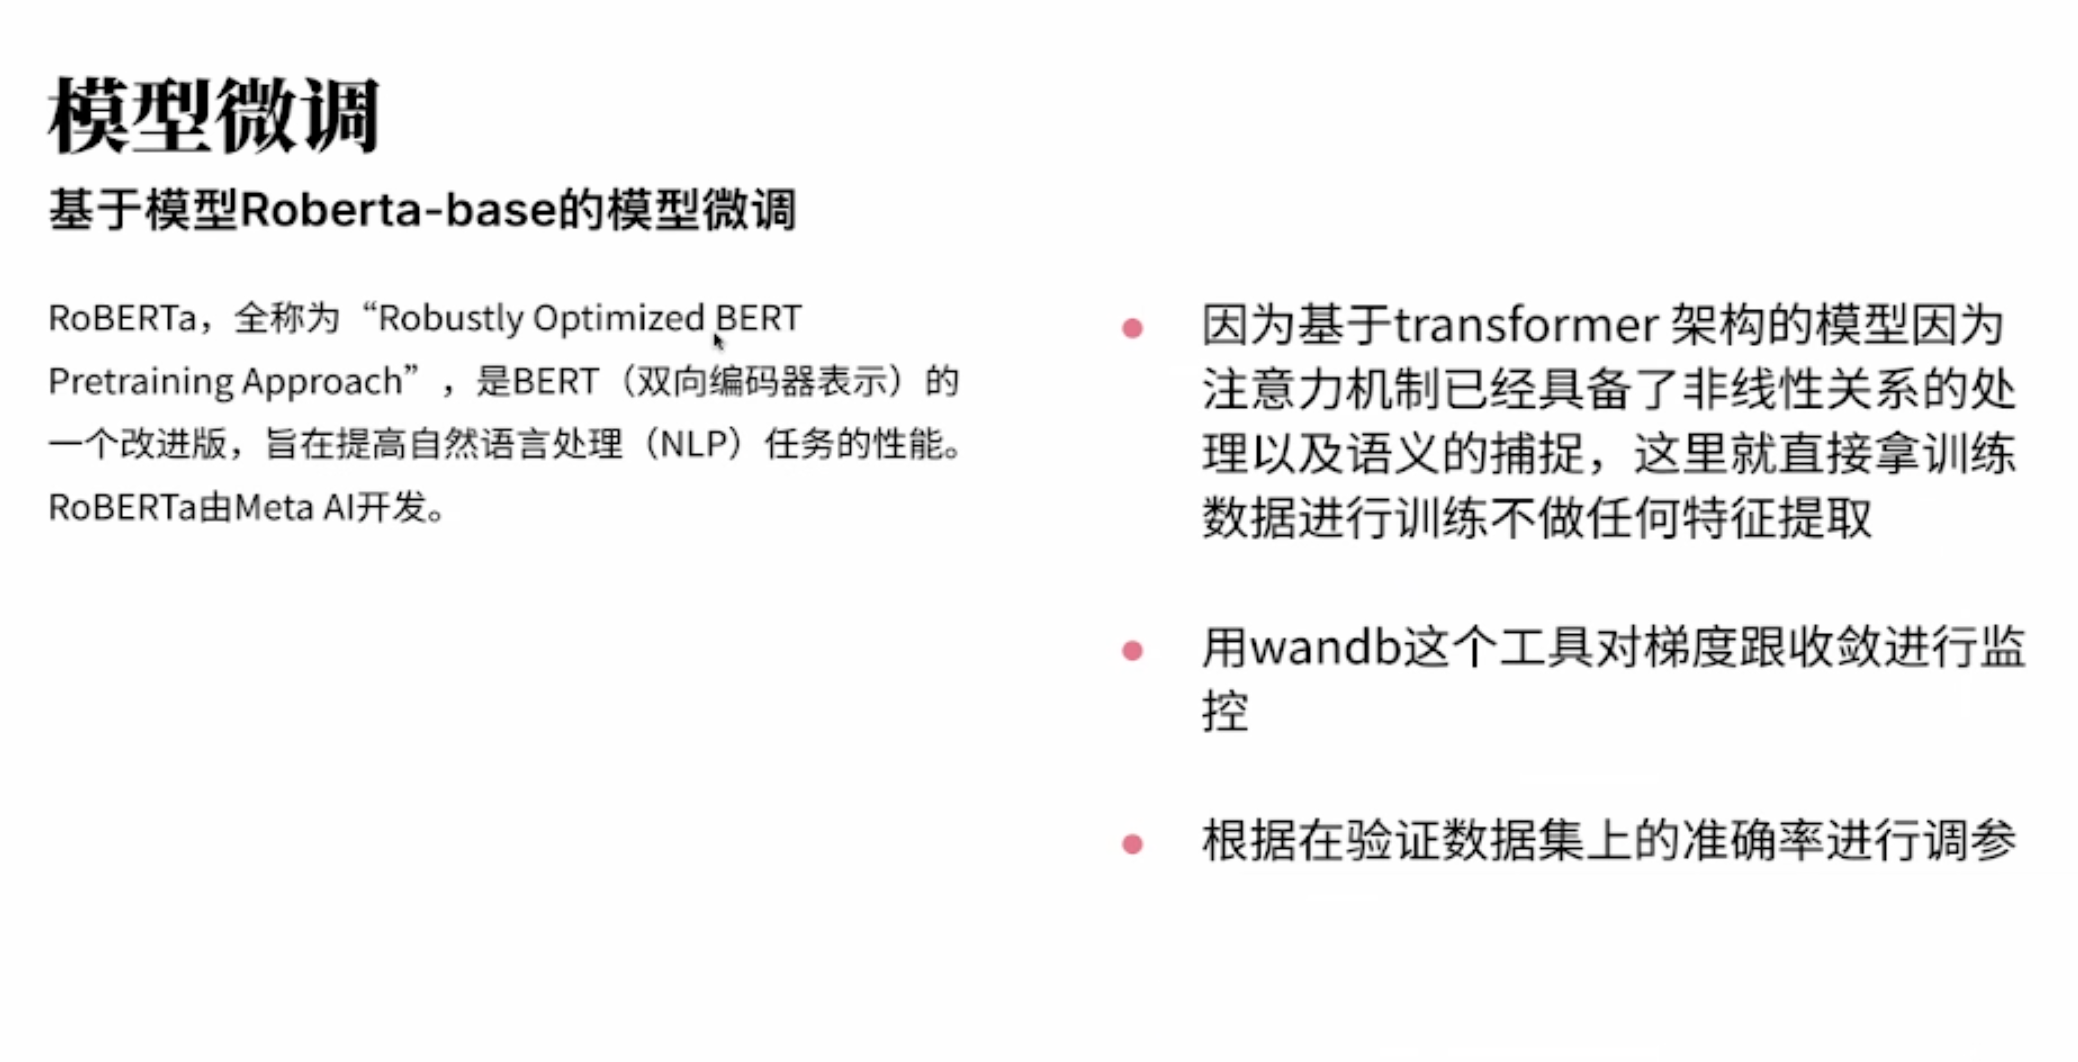 模型微调
基于模型Roberta-base的模型微调
RoBERTa，全称为“Robustly Optimized BERT
Pretraining Approach”，是BERT（双向编码器表示）的
一个改进版，旨在提高自然语言处理（NLP）任务的性能。
RoBERTa由Meta AI开发。
因为基于transformer 架构的模型因为
注意力机制已经具备了非线性关系的处
理以及语义的捕捉，这里就直接拿训练
数据进行训练不做任何特征提取
用wandb这个工具对梯度跟收敛进行监
控
根据在验证数据集上的准确率进行调参